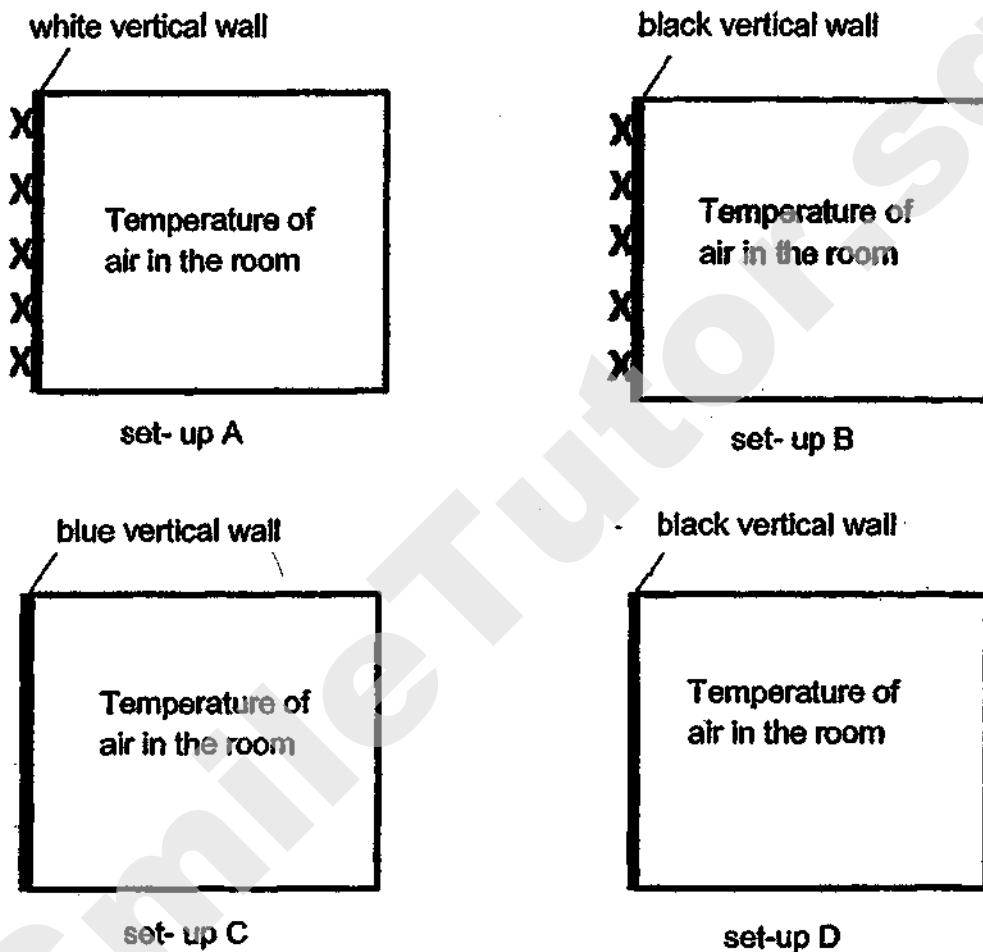 white vertical wall
black vertical wall
X
X
X
X
X
Temperature of
air in the room
X
X
X
X
X
Temperature of
air in the room
set- up A
set- up B
blue vertical wall
black vertical wall
Temperature of
air in the room
Temperature of
air in the room
set- up C
set-up D